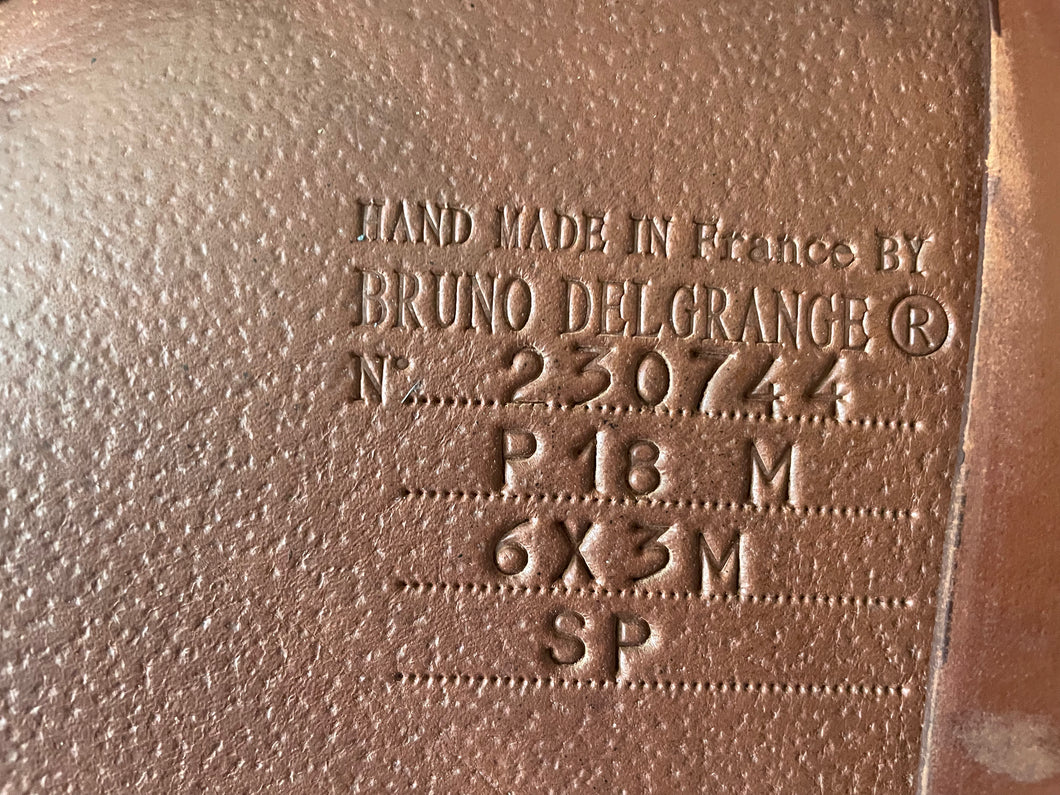 HAND MADE IN France BY
BRUNO DELGRANGE ®
N° 230744
P 18 M
6X3M
SP